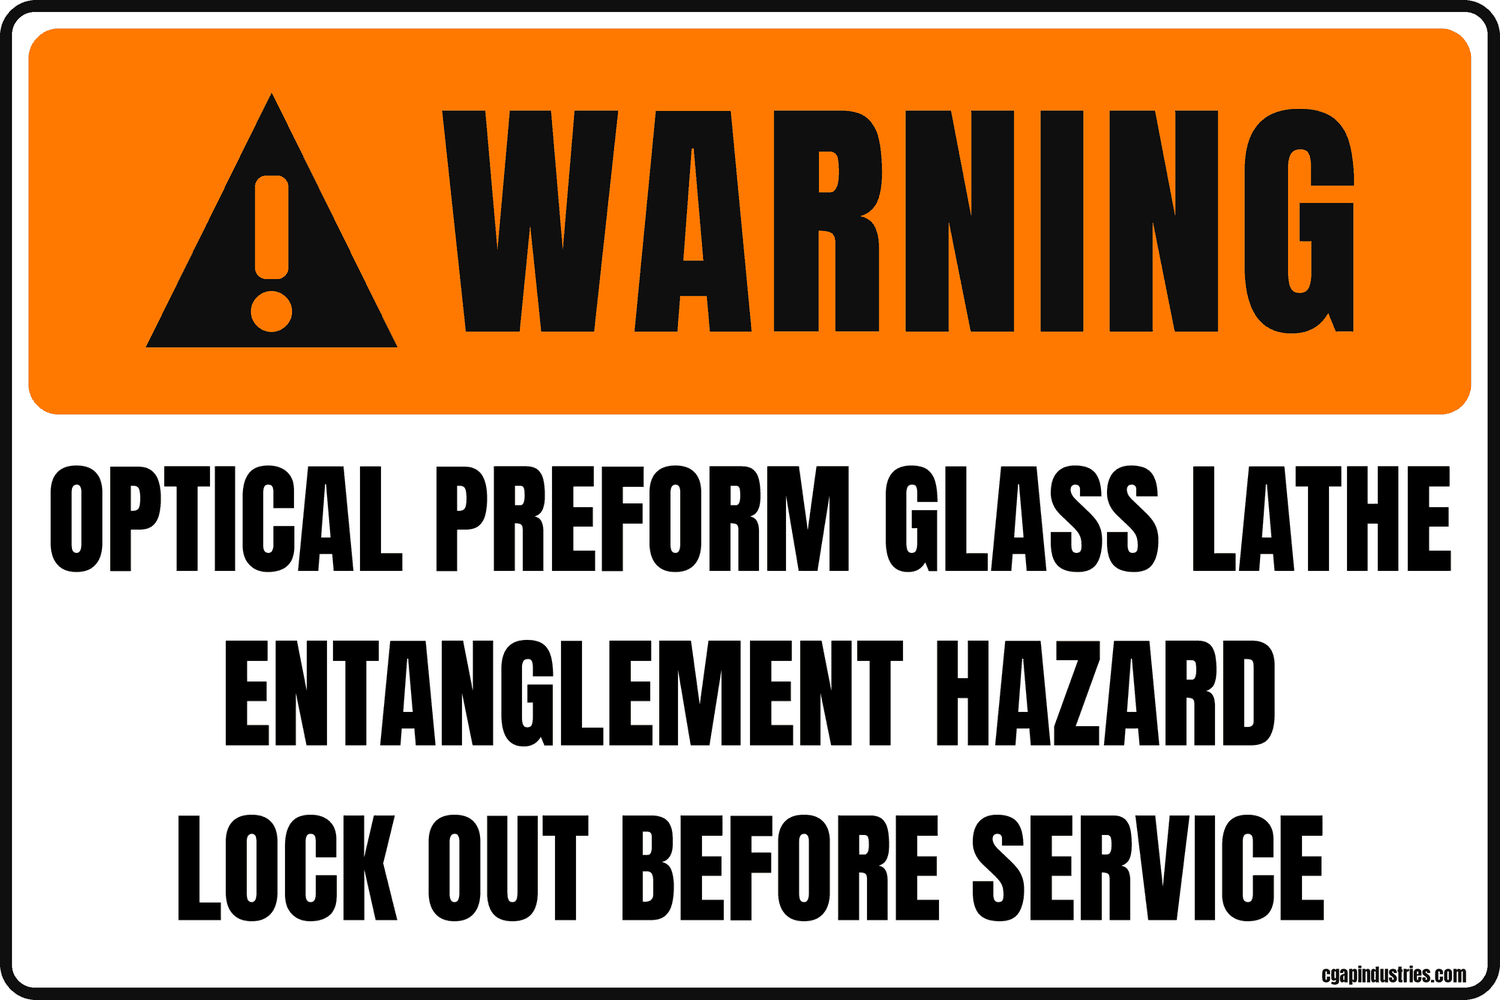 WARNING
OPTICAL PREFORM GLASS LATHE
ENTANGLEMENT HAZARD
LOCK OUT BEFORE SERVICE
cgapindustries.com